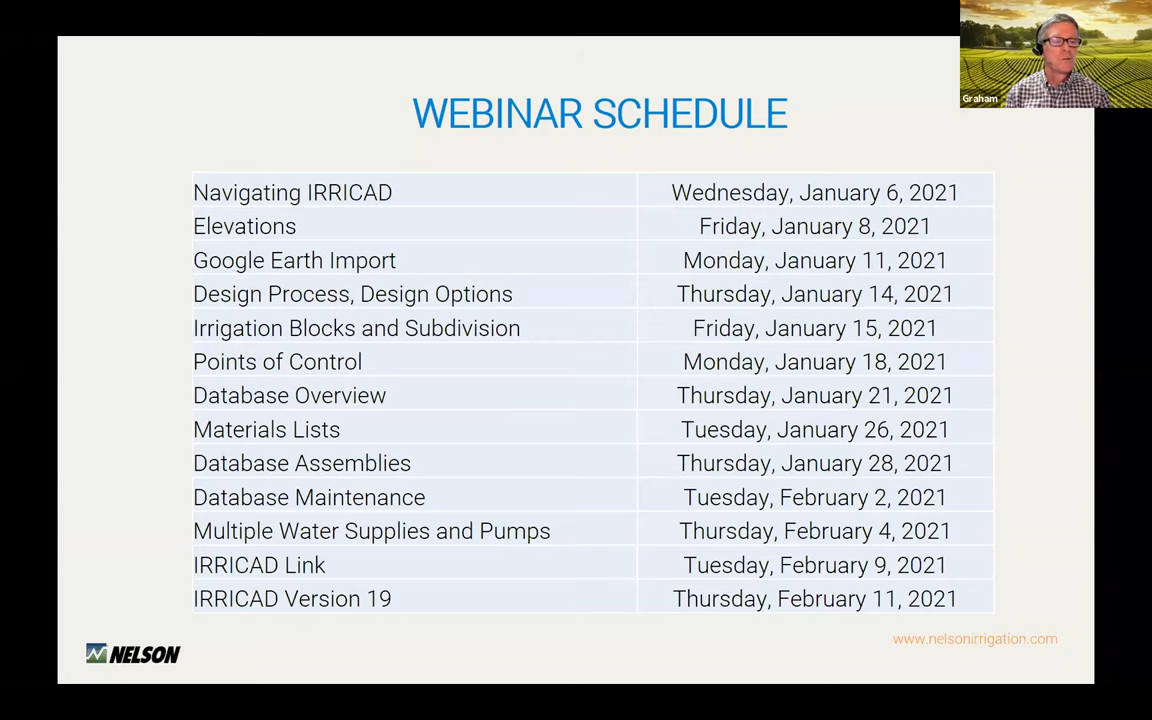 Graham
WEBINAR SCHEDULE
Navigating IRRICAD Wednesday, January 6, 2021
Elevations Friday, January 8, 2021
Google Earth Import Monday, January 11, 2021
Design Process, Design Options Thursday, January 14, 2021
Irrigation Blocks and Subdivision Friday, January 15, 2021
Points of Control Monday, January 18, 2021
Database Overview Thursday, January 21, 2021
Materials Lists Tuesday, January 26, 2021
Database Assemblies Thursday, January 28, 2021
Database Maintenance Tuesday, February 2, 2021
Multiple Water Supplies and Pumps Thursday, February 4, 2021
IRRICAD Link Tuesday, February 9, 2021
IRRICAD Version 19 Thursday, February 11, 2021
www.nelsonirrigation.com
NELSON